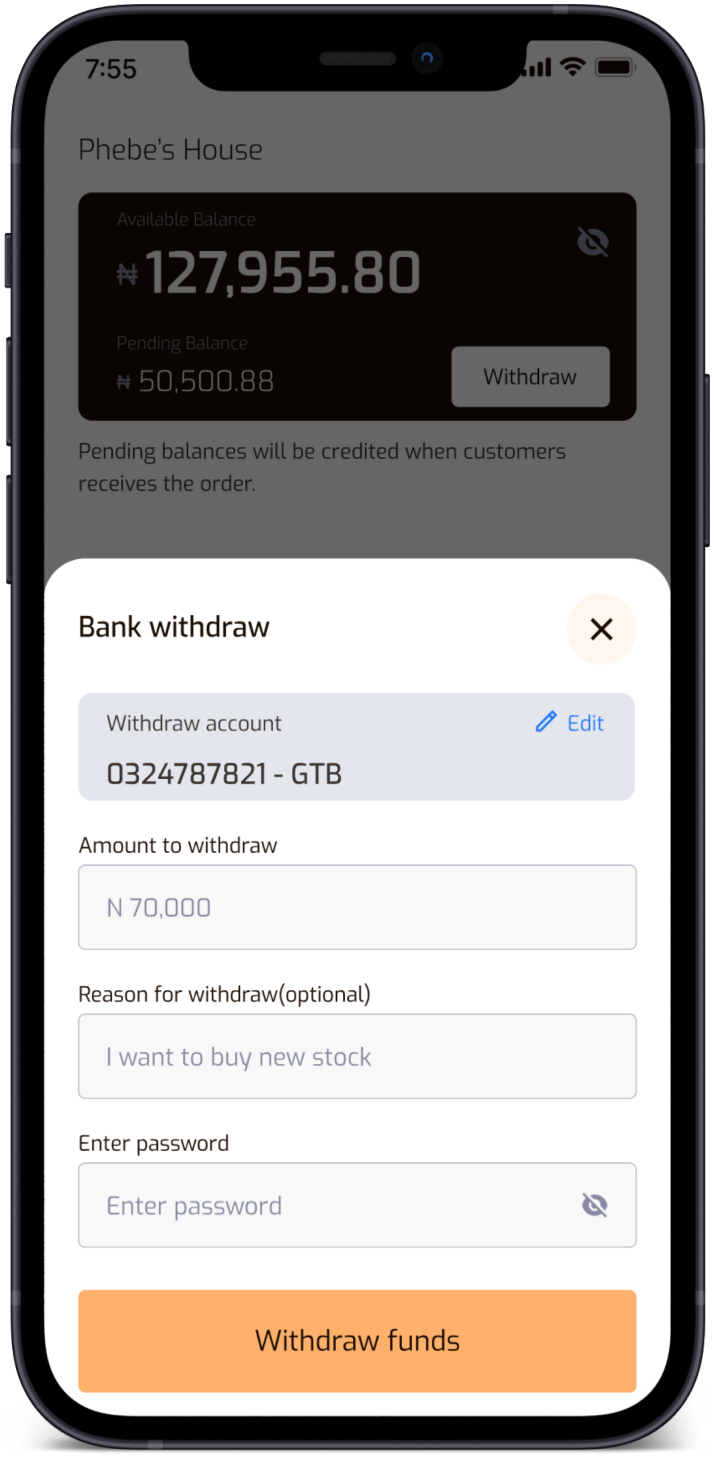 7:55
Phebe's House
Available Balance
₦ 127,955.80
Pending Balance
₦ 50,500.88
Withdraw
Pending balances will be credited when customers
receives the order.
Bank withdraw
Withdraw account
Edit
0324787821 - GTB
Amount to withdraw
N 70,000
Reason for withdraw(optional)
I want to buy new stock
Enter password
Enter password
Withdraw funds